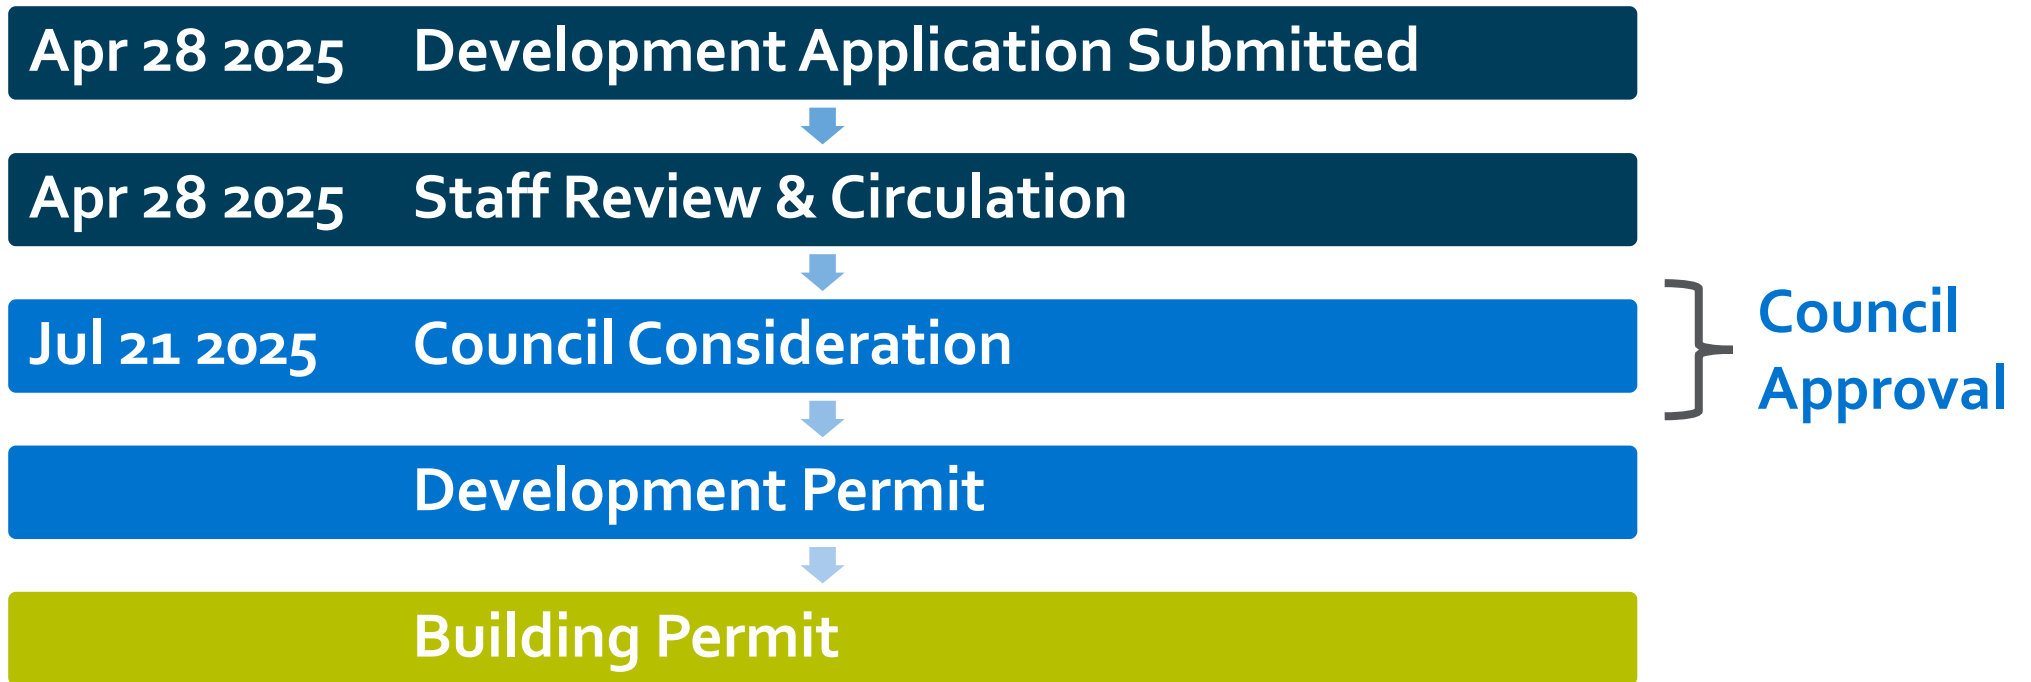 Apr 28 2025 Development Application Submitted
Apr 28 2025 Staff Review & Circulation
Jul 21 2025 Council Consideration
Council
Approval
Development Permit
Building Permit